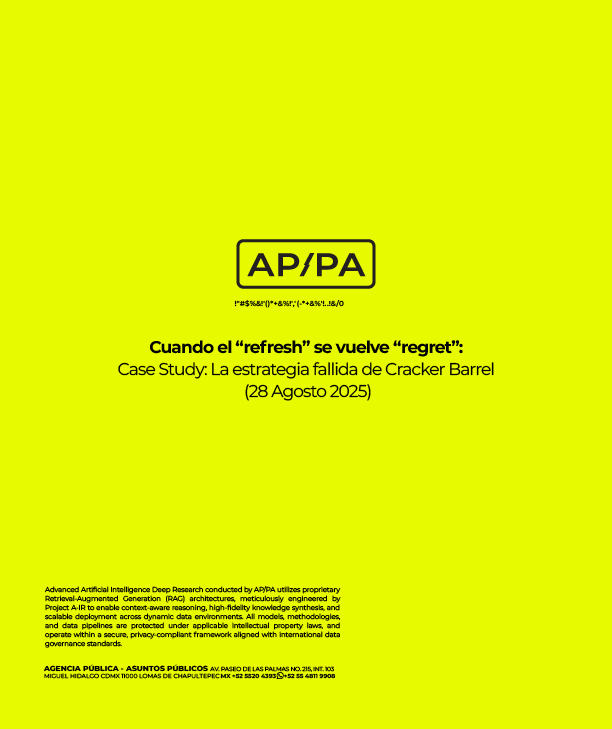 AP/PA
!"#$%&!'()*+&%!','(-*+&%'!..!&/0
Cuando el “refresh” se vuelve “regret”:
Case Study: La estrategia fallida de Cracker Barrel
(28 Agosto 2025)
Advanced Artificial Intelligence Deep Research conducted by AP/PA utilizes proprietary
Retrieval-Augmented Generation (RAG) architectures, meticulously engineered by
Project A-IR to enable context-aware reasoning, high-fidelity knowledge synthesis, and
scalable deployment across dynamic data environments. All models, methodologies,
and data pipelines are protected under applicable intellectual property laws, and
operate within a secure, privacy-compliant framework aligned with international data
governance standards.
AGENCIA PÚBLICA - ASUNTOS PÚBLICOS AV. PASEO DE LAS PALMAS NO. 215, INT. 103
MIGUEL HIDALGO CDMX 11000 LOMAS DE CHAPULTEPEC MX +52 5520 4393 +52 55 4811 9908